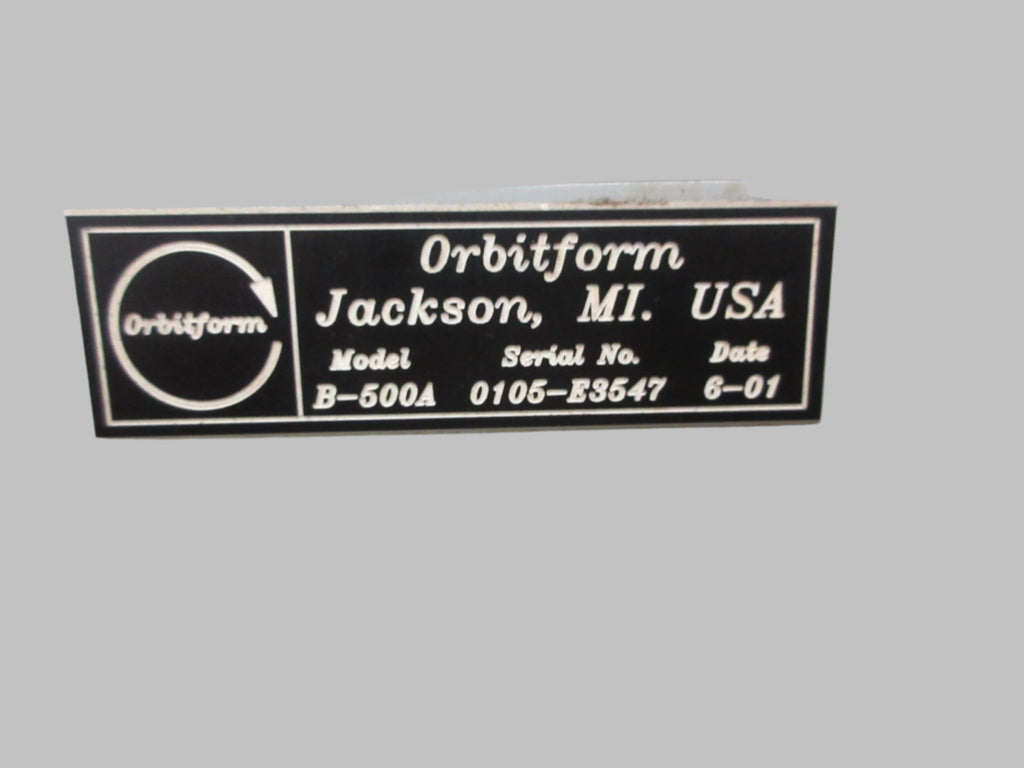 Orbitform
Orbitform
Jackson, MI. USA
Model Serial No. Date
B-500A 0105-E3547 6-01